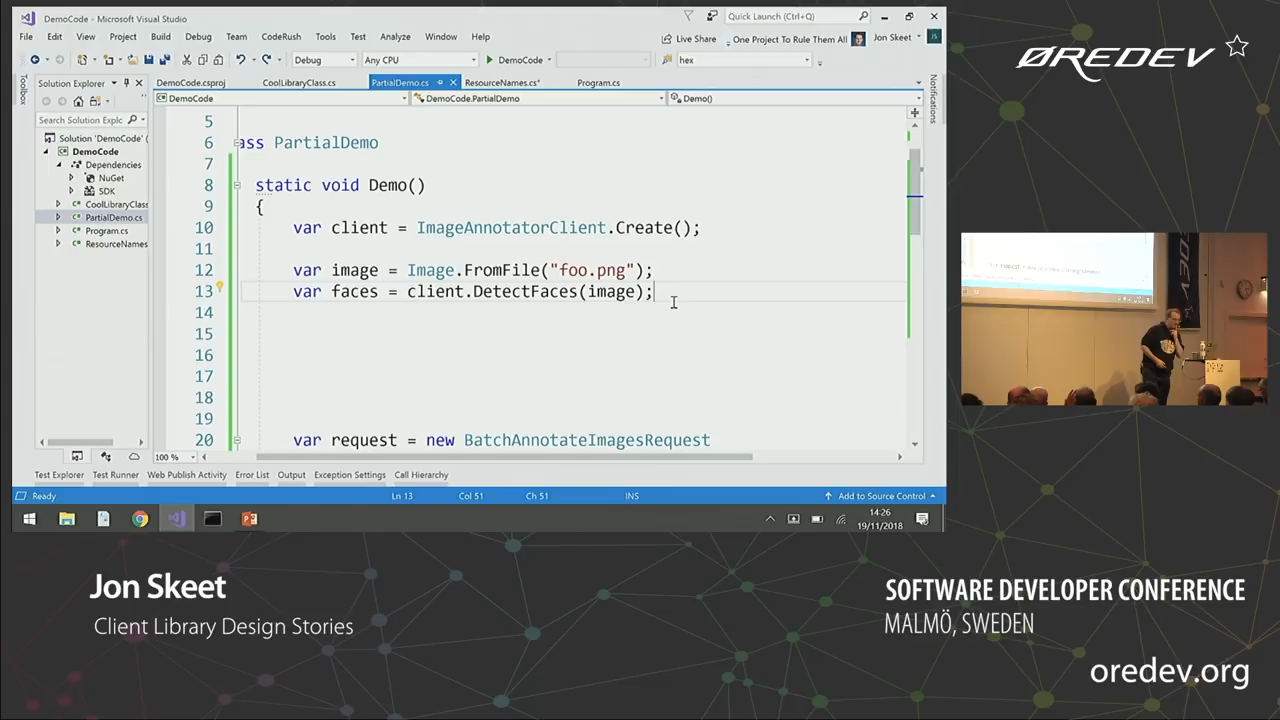 DemoCode - Microsoft Visual Studio
Quick Launch (Ctrl+Q)
File Edit View Project Build Debug Team CodeRush Tools Test Analyze Window Help
Live Share
One Project To Rule Them All
Jon Skeet
JS
Debug
Any CPU
DemoCode
hex
Toolbox
Solution Explorer
DemoCode.csproj
CoolLibraryClass.cs
PartialDemo.cs
ResourceNames.cs*
Program.cs
Notifications
DemoCode
DemoCode.PartialDemo
Demo()
Search Solution Explc
Solution 'DemoCode' (
DemoCode
Dependencies
NuGet
SDK
CoolLibraryClass
PartialDemo.cs
Program.cs
ResourceNames
5
6 ass PartialDemo
7
8 static void Demo()
9 {
10 var client = ImageAnnotatorClient.Create();
11
12 var image = Image.FromFile("foo.png");
13 var faces = client.DetectFaces(image);
14
15
16
17
18
19
20 var request = new BatchAnnotateImagesRequest
100 %
Test Explorer Test Runner Web Publish Activity Error List Output Exception Settings Call Hierarchy
Ready
Ln 13
Col 51
Ch 51
INS
Add to Source Control
14:26
19/11/2018
ØREDEV
Jon Skeet
Client Library Design Stories
SOFTWARE DEVELOPER CONFERENCE
MALMÖ, SWEDEN
oredev.org